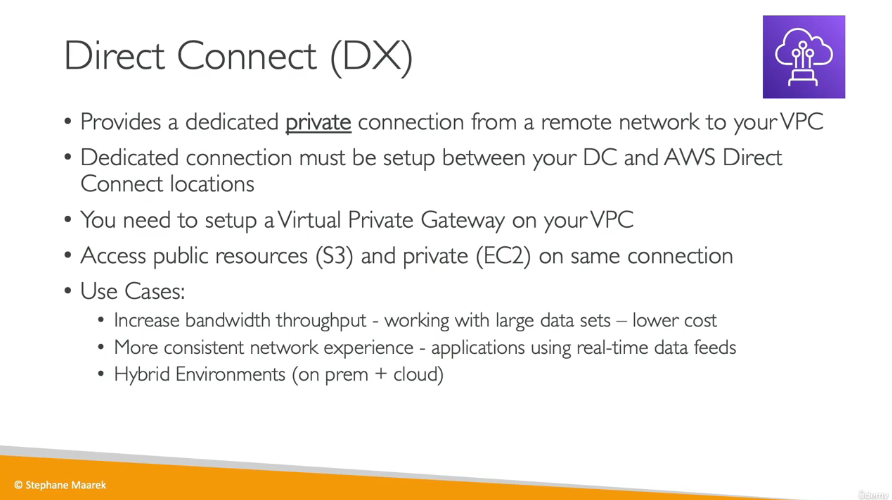 Direct Connect (DX)
• Provides a dedicated private connection from a remote network to your VPC
• Dedicated connection must be setup between your DC and AWS Direct
Connect locations
• You need to setup a Virtual Private Gateway on your VPC
• Access public resources (S3) and private (EC2) on same connection
• Use Cases:
• Increase bandwidth throughput - working with large data sets – lower cost
• More consistent network experience - applications using real-time data feeds
• Hybrid Environments (on prem + cloud)
© Stephane Maarek
Udemy